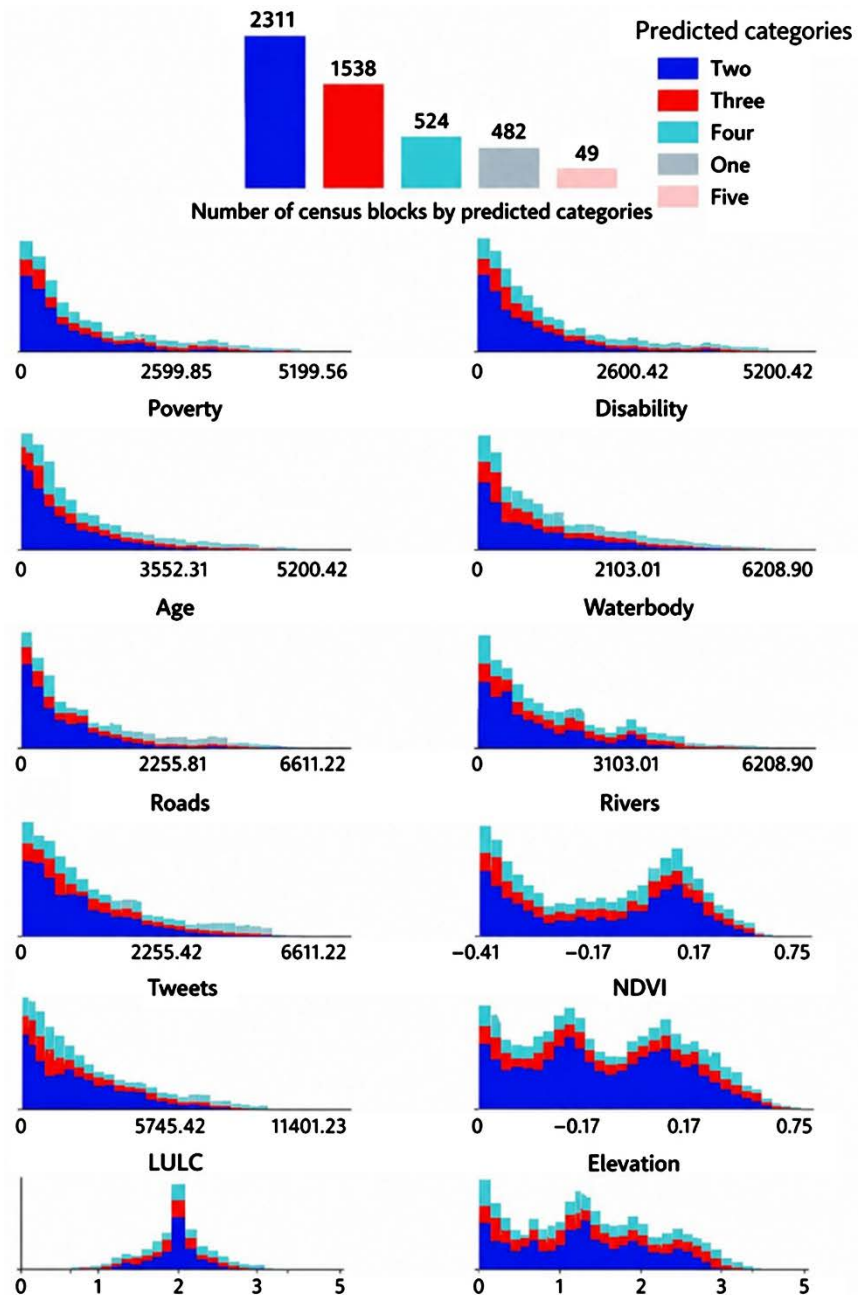 2311
1538
524
482
49
Number of census blocks by predicted categories
Predicted categories
Two
Three
Four
One
Five
0 2599.85 5199.56
Poverty
0 2600.42 5200.42
Disability
0 3552.31 5200.42
Age
0 2103.01 6208.90
Waterbody
0 2255.81 6611.22
Roads
0 3103.01 6208.90
Rivers
0 2255.42 6611.22
Tweets
−0.41 −0.17 0.17 0.75
NDVI
0 5745.42 11401.23
LULC
0 −0.17 0.17 0.75
Elevation
0 1 2 3 5
0 1 2 3 5